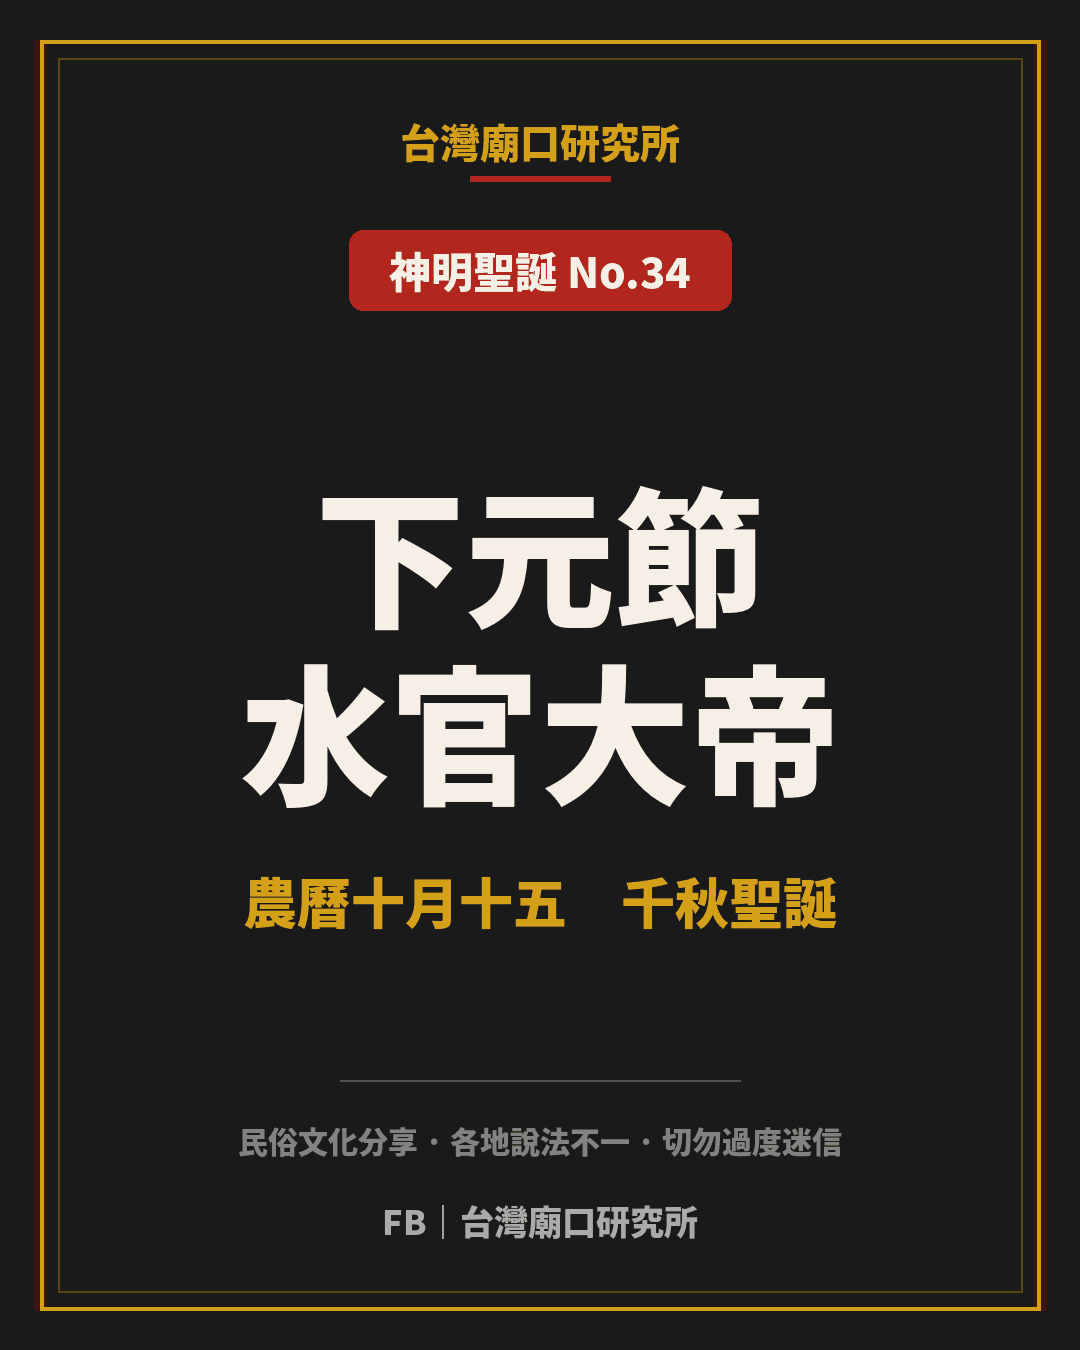 台灣廟口研究所
神明聖誕 No.34
下元節
水官大帝
農曆十月十五　千秋聖誕
民俗文化分享·各地說法不一·切勿過度迷信
FB｜台灣廟口研究所